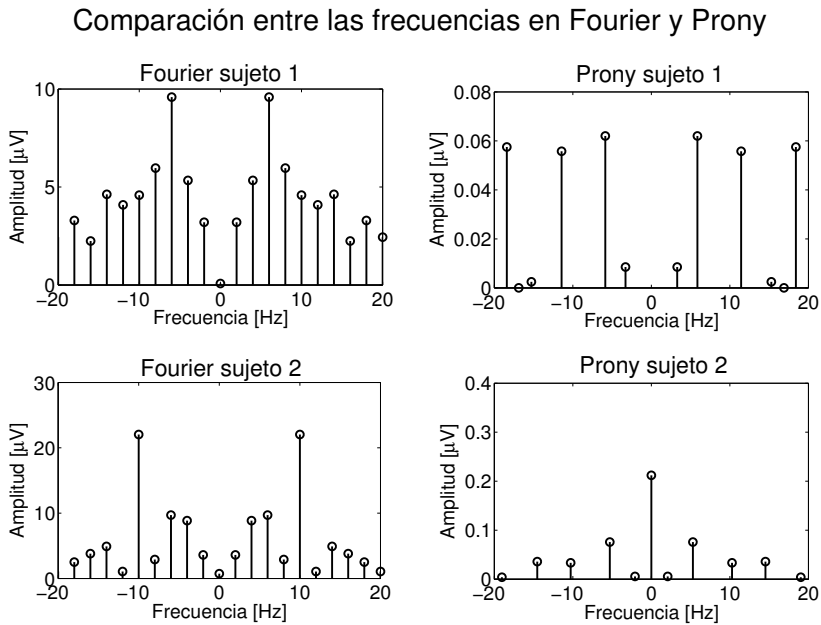 Comparación entre las frecuencias en Fourier y Prony
Fourier sujeto 1
10
5
0
Amplitud [μV]
−20 −10 0 10 20
Frecuencia [Hz]
Prony sujeto 1
0.08
0.06
0.04
0.02
0
Amplitud [μV]
−20 −10 0 10 20
Frecuencia [Hz]
Fourier sujeto 2
30
20
10
0
Amplitud [μV]
−20 −10 0 10 20
Frecuencia [Hz]
Prony sujeto 2
0.4
0.3
0.2
0.1
0
Amplitud [μV]
−20 −10 0 10 20
Frecuencia [Hz]